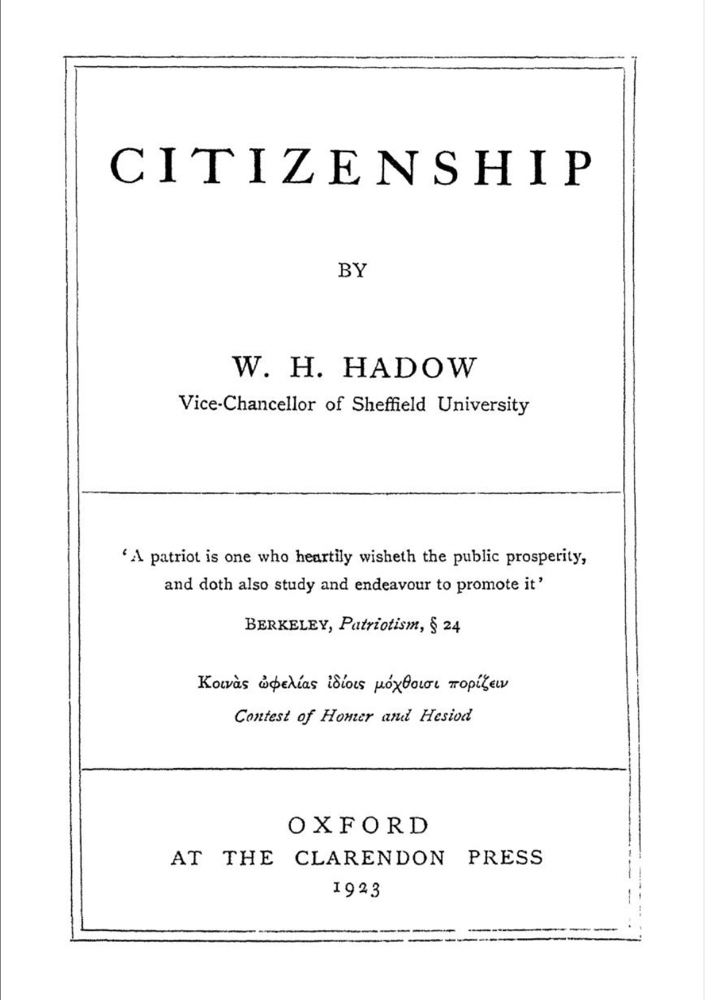 CITIZENSHIP
BY
W. H. HADOW
Vice-Chancellor of Sheffield University
‘A patriot is one who heartily wisheth the public prosperity,
and doth also study and endeavour to promote it’
BERKELEY, Patriotism, § 24
Κοινὰς ὠφελίας ἰδίοις μόχθοισι πορίζειν
Contest of Homer and Hesiod
OXFORD
AT THE CLARENDON PRESS
1923